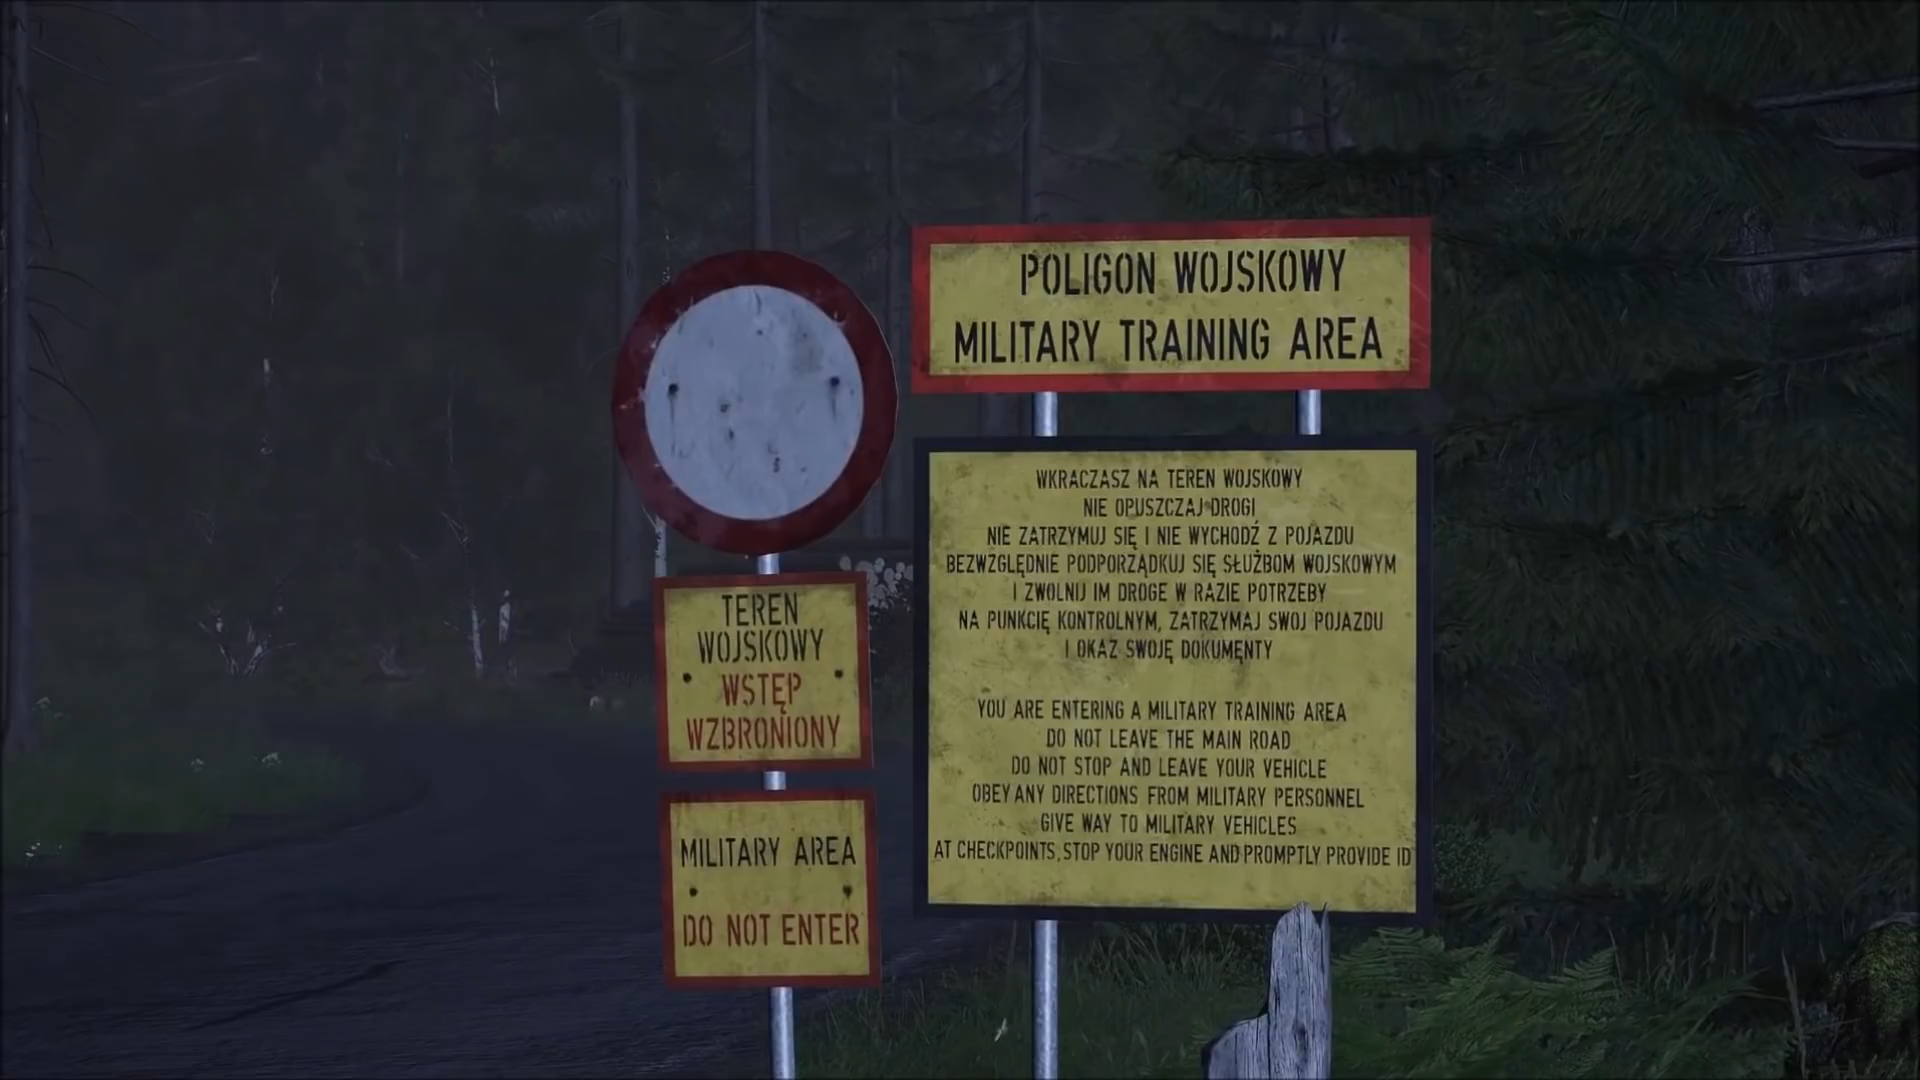 POLIGON WOJSKOWY
MILITARY TRAINING AREA
WKRACZASZ NA TEREN WOJSKOWY
NIE OPUSZCZAJ DROGI
NIE ZATRZYMUJ SIĘ I NIE WYCHODŹ Z POJAZDU
BEZWZGLĘDNIE PODPORZĄDKUJ SIĘ SŁUŻBOM WOJSKOWYM
I ZWOLNIJ IM DROGE W RAZIE POTRZEBY
NA PUNKCIĘ KONTROLNYM, ZATRZYMAJ SWOJ POJAZDU
I OKAZ SWOJĘ DOKUMĘNTY
YOU ARE ENTERING A MILITARY TRAINING AREA
DO NOT LEAVE THE MAIN ROAD
DO NOT STOP AND LEAVE YOUR VEHICLE
OBEY ANY DIRECTIONS FROM MILITARY PERSONNEL
GIVE WAY TO MILITARY VEHICLES
AT CHECKPOINTS, STOP YOUR ENGINE AND PROMPTLY PROVIDE ID
TEREN
WOJSKOWY
WSTĘP
WZBRONIONY
MILITARY AREA
DO NOT ENTER